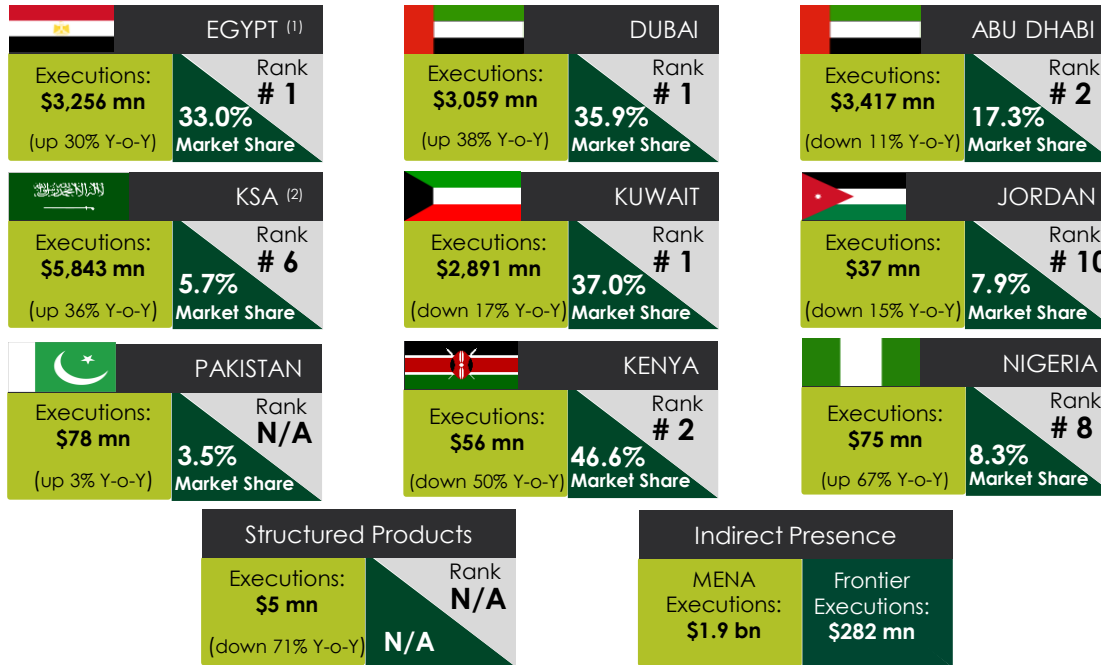 EGYPT (1)
Executions:
$3,256 mn
(up 30% Y-o-Y)
33.0%
Market Share
Rank
# 1
DUBAI
Executions:
$3,059 mn
(up 38% Y-o-Y)
35.9%
Market Share
Rank
# 1
ABU DHABI
Executions:
$3,417 mn
(down 11% Y-o-Y)
17.3%
Market Share
Rank
# 2
KSA (2)
Executions:
$5,843 mn
(up 36% Y-o-Y)
5.7%
Market Share
Rank
# 6
KUWAIT
Executions:
$2,891 mn
(down 17% Y-o-Y)
37.0%
Market Share
Rank
# 1
JORDAN
Executions:
$37 mn
(down 15% Y-o-Y)
7.9%
Market Share
Rank
# 10
PAKISTAN
Executions:
$78 mn
(up 3% Y-o-Y)
3.5%
Market Share
Rank
N/A
KENYA
Executions:
$56 mn
(down 50% Y-o-Y)
46.6%
Market Share
Rank
# 2
NIGERIA
Executions:
$75 mn
(up 67% Y-o-Y)
8.3%
Market Share
Rank
# 8
Structured Products
Executions:
$5 mn
(down 71% Y-o-Y)
N/A
Rank
N/A
Indirect Presence
MENA
Executions:
$1.9 bn
Frontier
Executions:
$282 mn